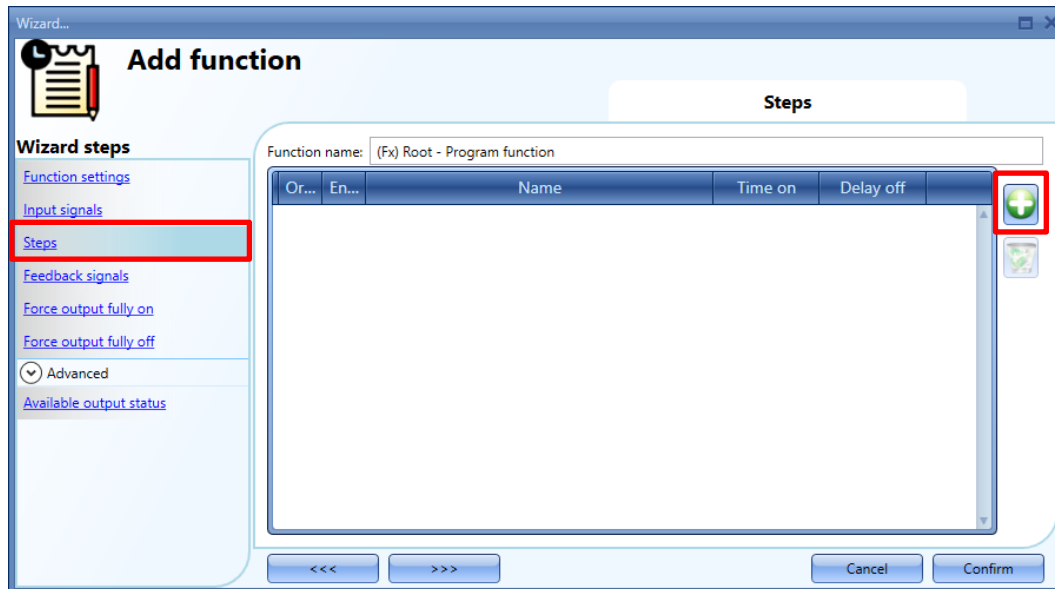 Wizard...
Add function
Steps
Wizard steps
Function settings
Input signals
Steps
Feedback signals
Force output fully on
Force output fully off
Advanced
Available output status
Function name: (Fx) Root - Program function
Or... En... Name Time on Delay off
<<< >>> Cancel Confirm